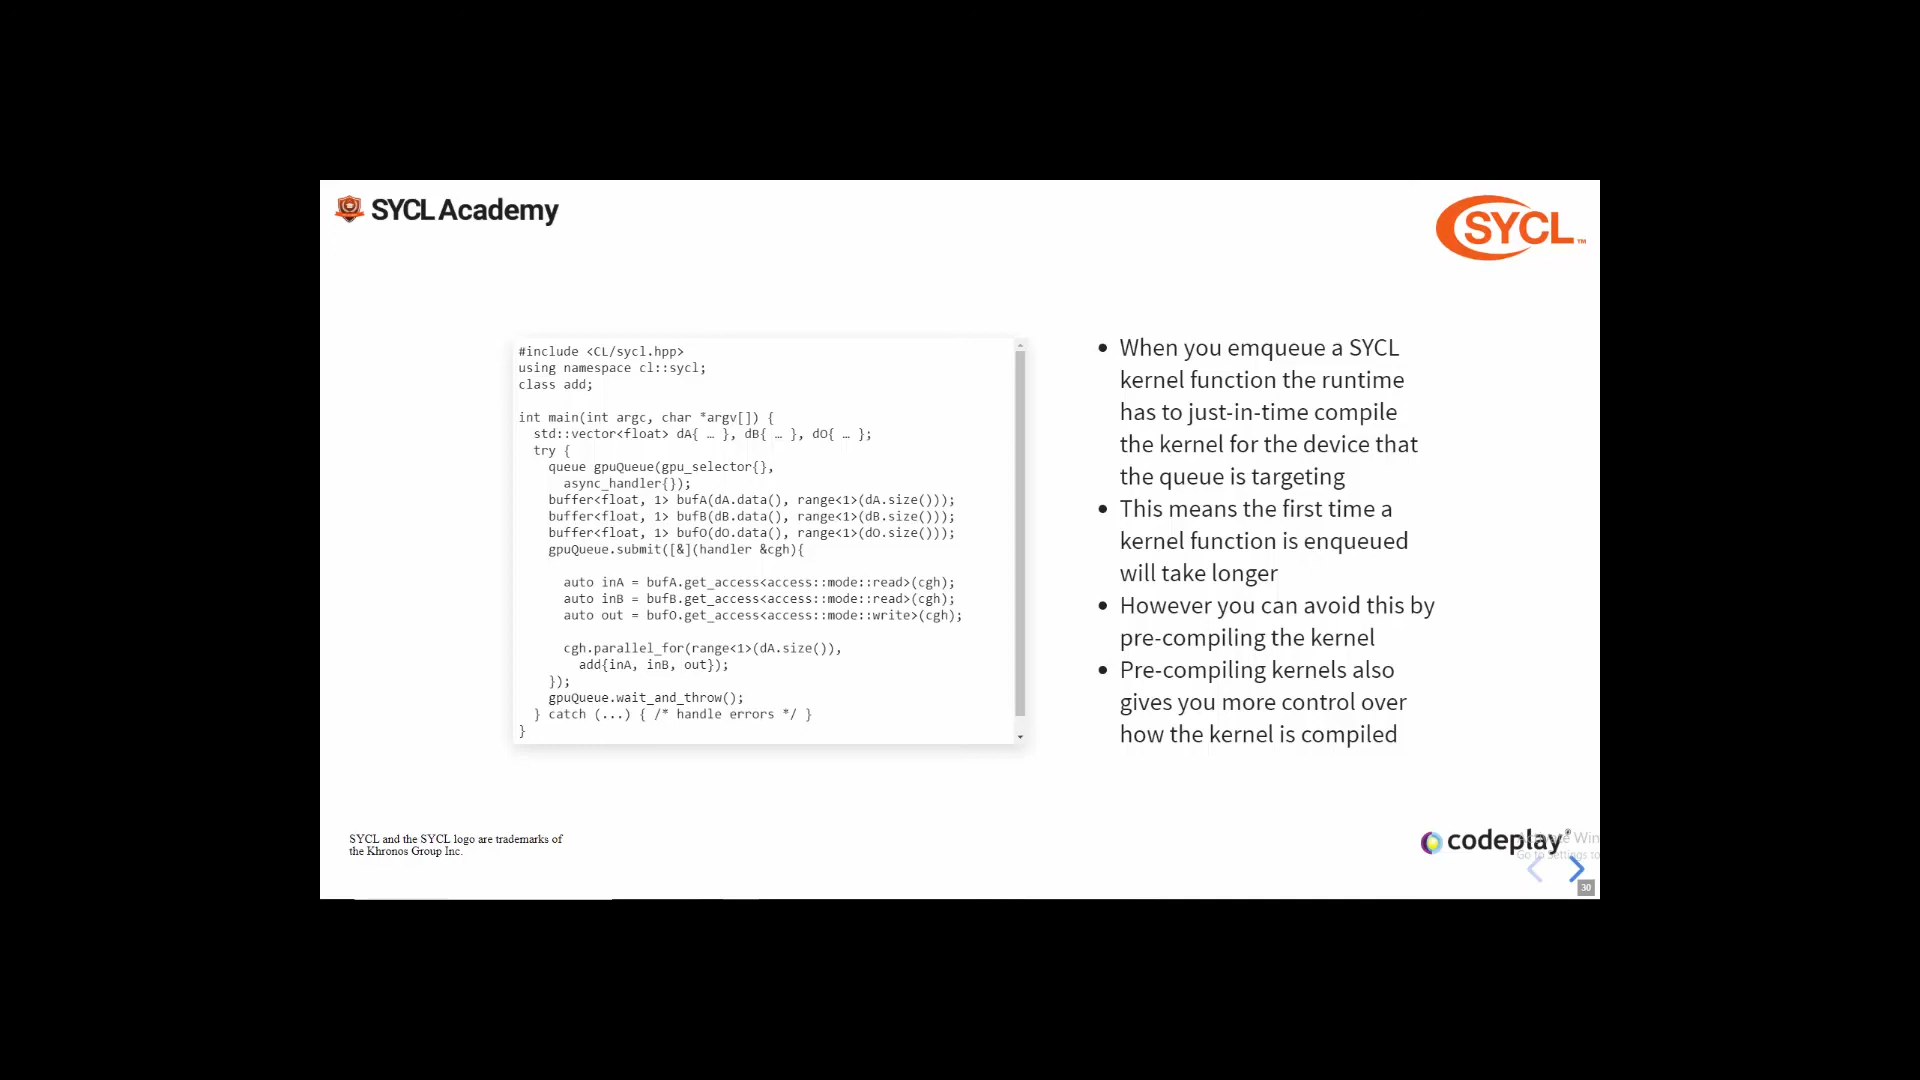 SYCL Academy
SYCL™
#include <CL/sycl.hpp>
using namespace cl::sycl;
class add;
int main(int argc, char *argv[]) {
std::vector<float> dA{ … }, dB{ … }, dO{ … };
try {
queue gpuQueue(gpu_selector{},
async_handler{});
buffer<float, 1> bufA(dA.data(), range<1>(dA.size()));
buffer<float, 1> bufB(dB.data(), range<1>(dB.size()));
buffer<float, 1> bufO(dO.data(), range<1>(dO.size()));
gpuQueue.submit([&](handler &cgh){
auto inA = bufA.get_access<access::mode::read>(cgh);
auto inB = bufB.get_access<access::mode::read>(cgh);
auto out = bufO.get_access<access::mode::write>(cgh);
cgh.parallel_for(range<1>(dA.size()),
add{inA, inB, out});
});
gpuQueue.wait_and_throw();
} catch (...) { /* handle errors */ }
}
• When you emqueue a SYCL
kernel function the runtime
has to just-in-time compile
the kernel for the device that
the queue is targeting
• This means the first time a
kernel function is enqueued
will take longer
• However you can avoid this by
pre-compiling the kernel
• Pre-compiling kernels also
gives you more control over
how the kernel is compiled
SYCL and the SYCL logo are trademarks of
the Khronos Group Inc.
codeplay®
Activate Win
Go to Settings to
30